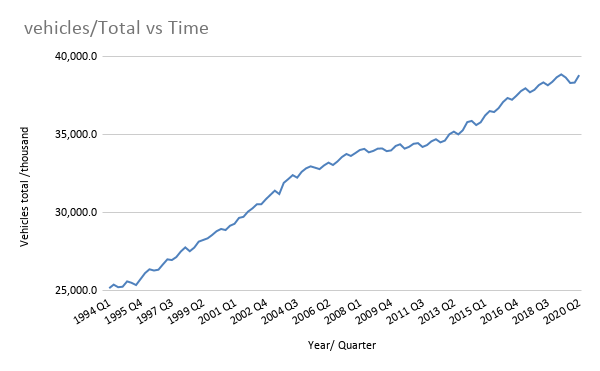 vehicles/Total vs Time
40,000.0
35,000.0
30,000.0
25,000.0
Vehicles total /thousand
1994 Q1
1995 Q4
1997 Q3
1999 Q2
2001 Q1
2002 Q4
2004 Q3
2006 Q2
2008 Q1
2009 Q4
2011 Q3
2013 Q2
2015 Q1
2016 Q4
2018 Q3
2020 Q2
Year/ Quarter